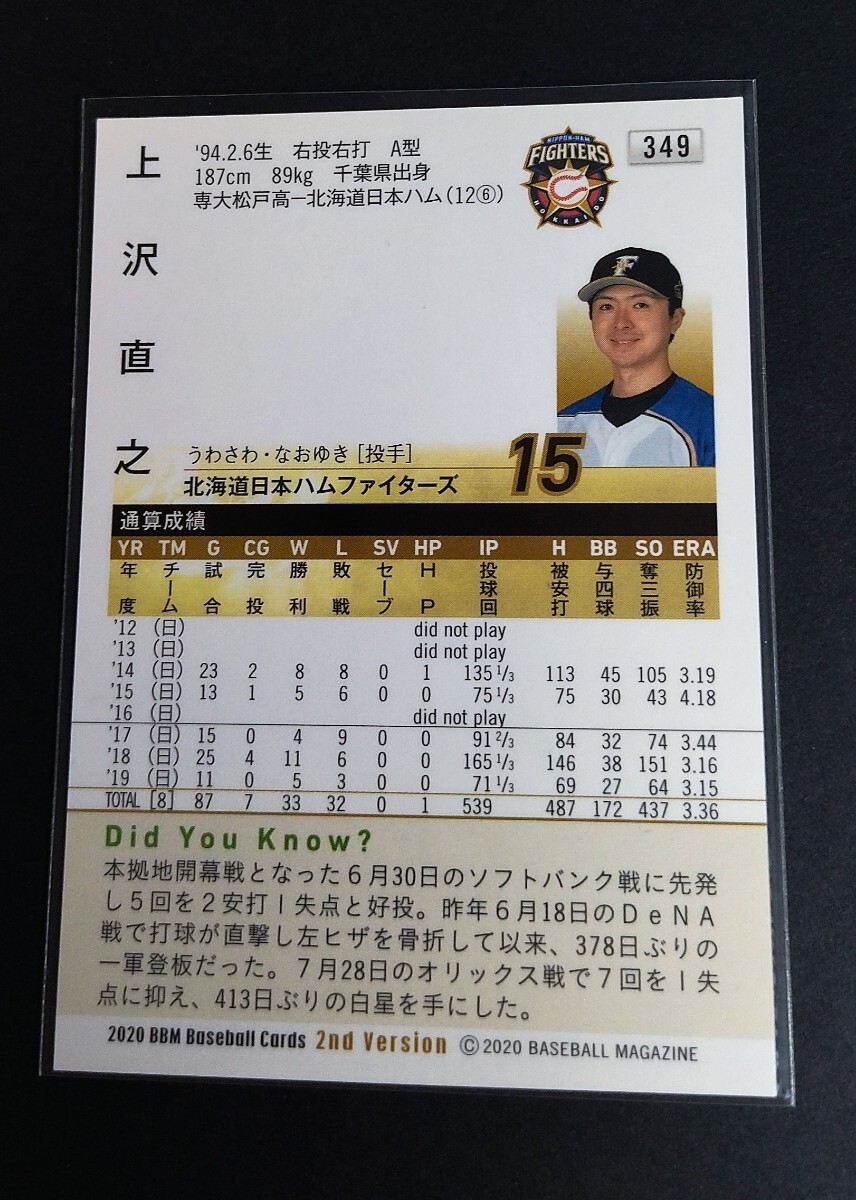 上沢直之
'94.2.6生 右投右打 A型
187cm 89kg 千葉県出身
専大松戸高ー北海道日本ハム(12⑥)
NIPPON-HAM
FIGHTERS
HOKKAIDO
349
F
うわさわ・なおゆき[投手]
北海道日本ハムファイターズ
15
通算成績
YR TM G CG W L SV HP IP H BB SO ERA
年度 チーム 試合 完投 勝利 敗戦 セーブ HP 投球回 被安打 与四球 奪三振 防御率
'12 (日) did not play
'13 (日) did not play
'14 (日) 23 2 8 8 0 1 135 1/3 113 45 105 3.19
'15 (日) 13 1 5 6 0 0 75 1/3 75 30 43 4.18
'16 (日) did not play
'17 (日) 15 0 4 9 0 0 91 2/3 84 32 74 3.44
'18 (日) 25 4 11 6 0 0 165 1/3 146 38 151 3.16
'19 (日) 11 0 5 3 0 0 71 1/3 69 27 64 3.15
TOTAL [8] 87 7 33 32 0 1 539 487 172 437 3.36
Did You Know?
本拠地開幕戦となった6月30日のソフトバンク戦に先発
し5回を2安打1失点と好投。昨年6月18日のDeNA
戦で打球が直撃し左ヒザを骨折して以来、378日ぶりの
一軍登板だった。7月28日のオリックス戦で7回を1失
点に抑え、413日ぶりの白星を手にした。
2020 BBM Baseball Cards 2nd Version ©2020 BASEBALL MAGAZINE